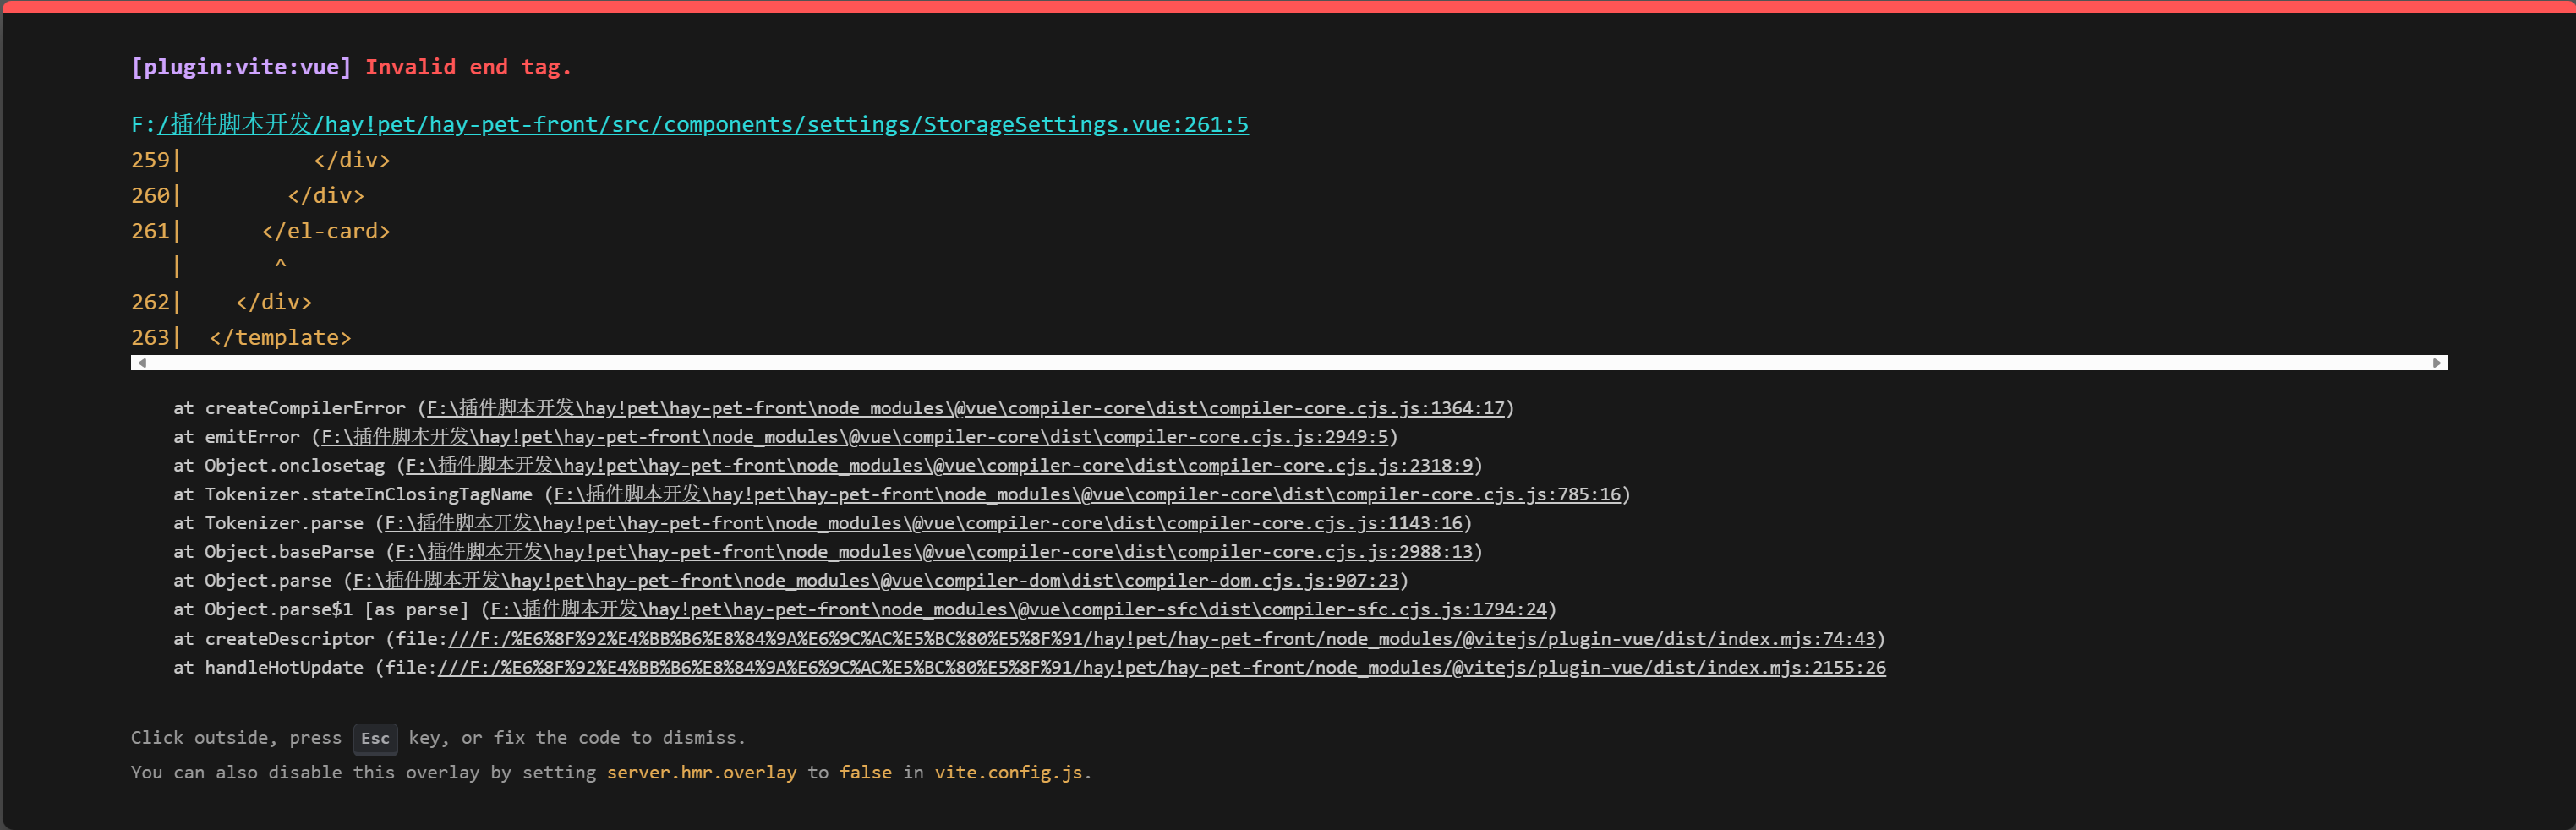 [plugin:vite:vue] Invalid end tag.
F:/插件脚本开发/hay!pet/hay-pet-front/src/components/settings/StorageSettings.vue:261:5
259|          </div>
260|        </div>
261|      </el-card>
   |       ^
262|    </div>
263|  </template>
at createCompilerError (F:\插件脚本开发\hay!pet\hay-pet-front\node_modules\@vue\compiler-core\dist\compiler-core.cjs.js:1364:17)
at emitError (F:\插件脚本开发\hay!pet\hay-pet-front\node_modules\@vue\compiler-core\dist\compiler-core.cjs.js:2949:5)
at Object.onclosetag (F:\插件脚本开发\hay!pet\hay-pet-front\node_modules\@vue\compiler-core\dist\compiler-core.cjs.js:2318:9)
at Tokenizer.stateInClosingTagName (F:\插件脚本开发\hay!pet\hay-pet-front\node_modules\@vue\compiler-core\dist\compiler-core.cjs.js:785:16)
at Tokenizer.parse (F:\插件脚本开发\hay!pet\hay-pet-front\node_modules\@vue\compiler-core\dist\compiler-core.cjs.js:1143:16)
at Object.baseParse (F:\插件脚本开发\hay!pet\hay-pet-front\node_modules\@vue\compiler-core\dist\compiler-core.cjs.js:2988:13)
at Object.parse (F:\插件脚本开发\hay!pet\hay-pet-front\node_modules\@vue\compiler-dom\dist\compiler-dom.cjs.js:907:23)
at Object.parse$1 [as parse] (F:\插件脚本开发\hay!pet\hay-pet-front\node_modules\@vue\compiler-sfc\dist\compiler-sfc.cjs.js:1794:24)
at createDescriptor (file:///F:/%E6%8F%92%E4%BB%B6%E8%84%9A%E6%9C%AC%E5%BC%80%E5%8F%91/hay!pet/hay-pet-front/node_modules/@vitejs/plugin-vue/dist/index.mjs:74:43)
at handleHotUpdate (file:///F:/%E6%8F%92%E4%BB%B6%E8%84%9A%E6%9C%AC%E5%BC%80%E5%8F%91/hay!pet/hay-pet-front/node_modules/@vitejs/plugin-vue/dist/index.mjs:2155:26
Click outside, press Esc key, or fix the code to dismiss.
You can also disable this overlay by setting server.hmr.overlay to false in vite.config.js.